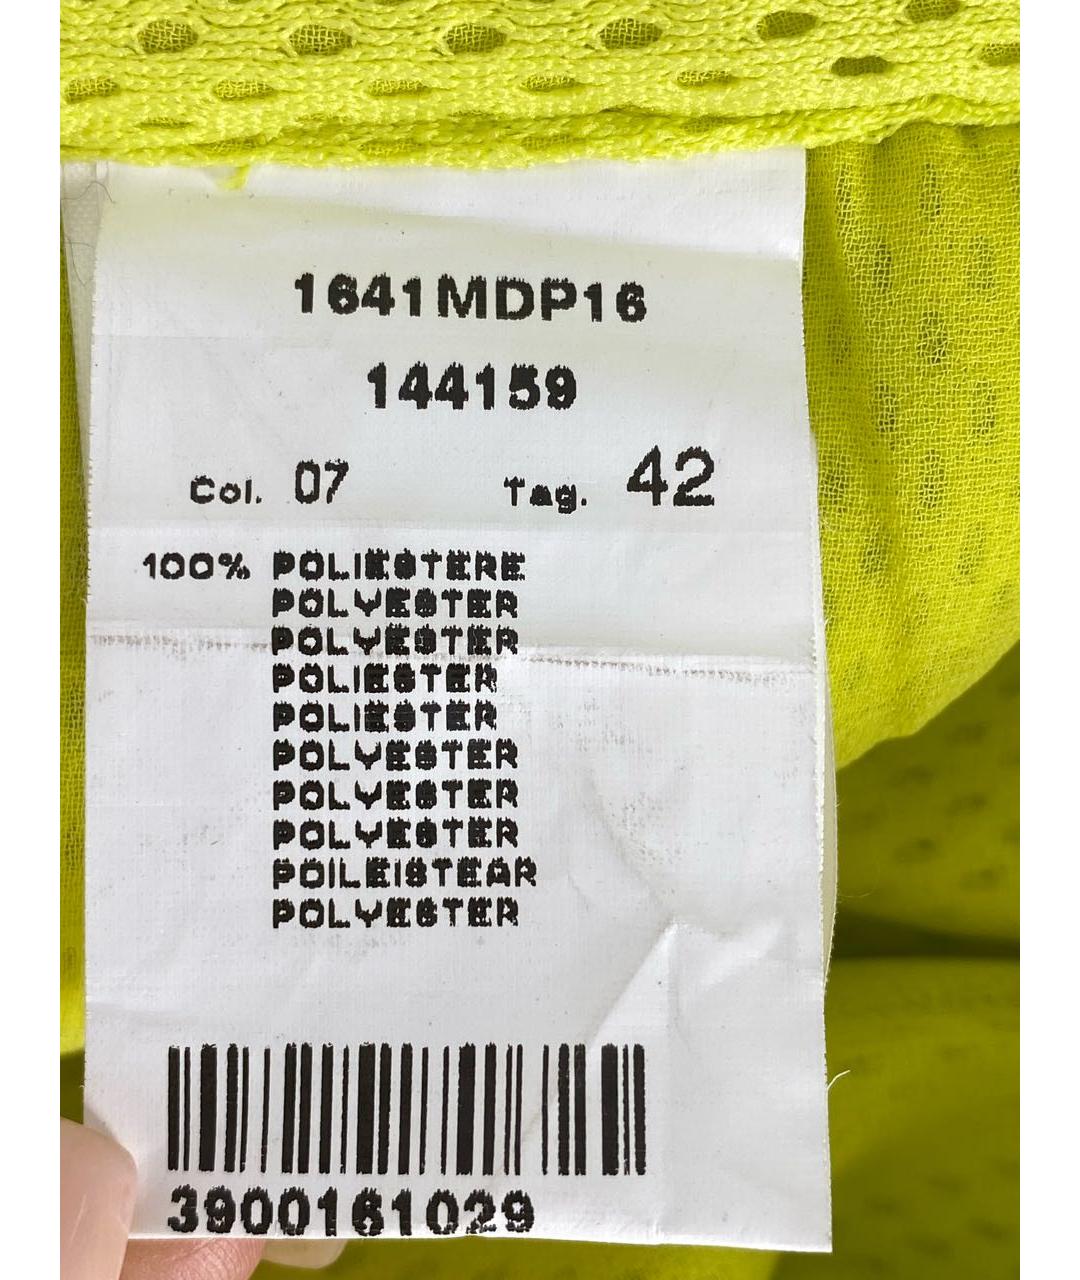 1641MDP16
144159
Col. 07 Tag. 42
100% POLIESTERE
POLYESTER
POLYESTER
POLIESTER
POLIESTER
POLYESTER
POLYESTER
POLYESTER
POILEISTEAR
POLYESTER
3900161029